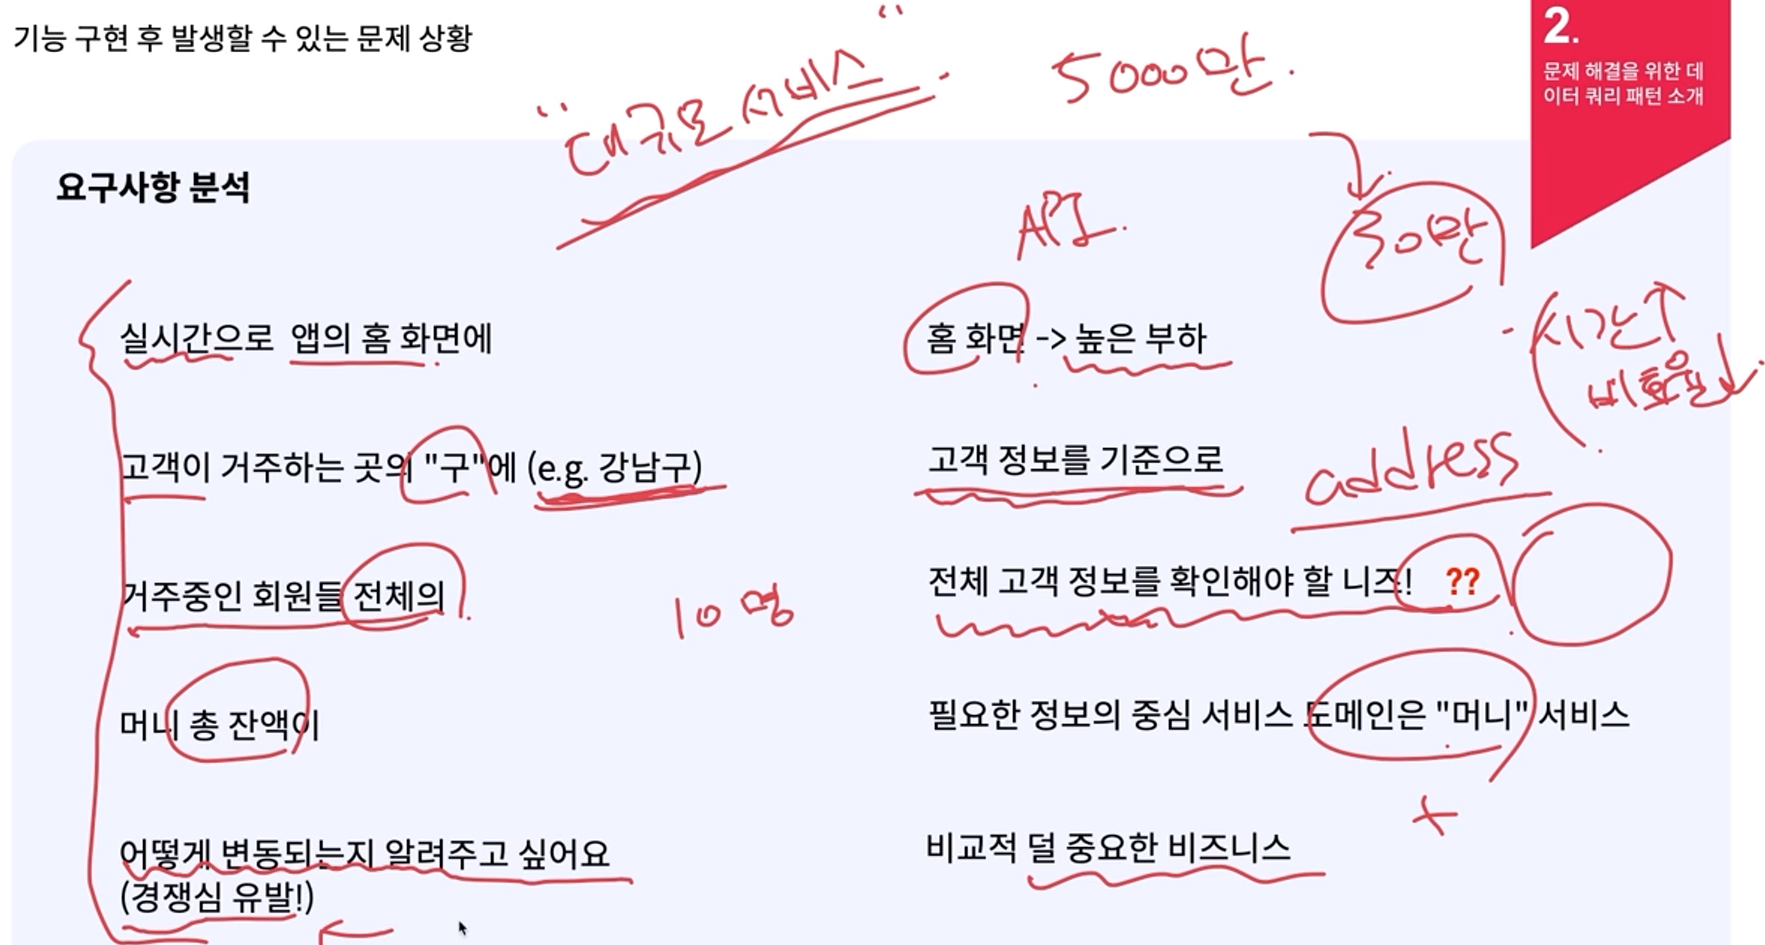 기능 구현 후 발생할 수 있는 문제 상황
2.
문제 해결을 위한 데
이터 쿼리 패턴 소개
"대규모 서비스"
5000만.
요구사항 분석
API.
30만
실시간으로 앱의 홈 화면에
홈 화면 -> 높은 부하
시간↑
비효율↓
고객이 거주하는 곳의 "구"에 (e.g. 강남구)
고객 정보를 기준으로
address
거주중인 회원들 전체의
10명
전체 고객 정보를 확인해야 할 니즈! ??
머니 총 잔액이
필요한 정보의 중심 서비스 도메인은 "머니" 서비스
+
어떻게 변동되는지 알려주고 싶어요
(경쟁심 유발!)
비교적 덜 중요한 비즈니스